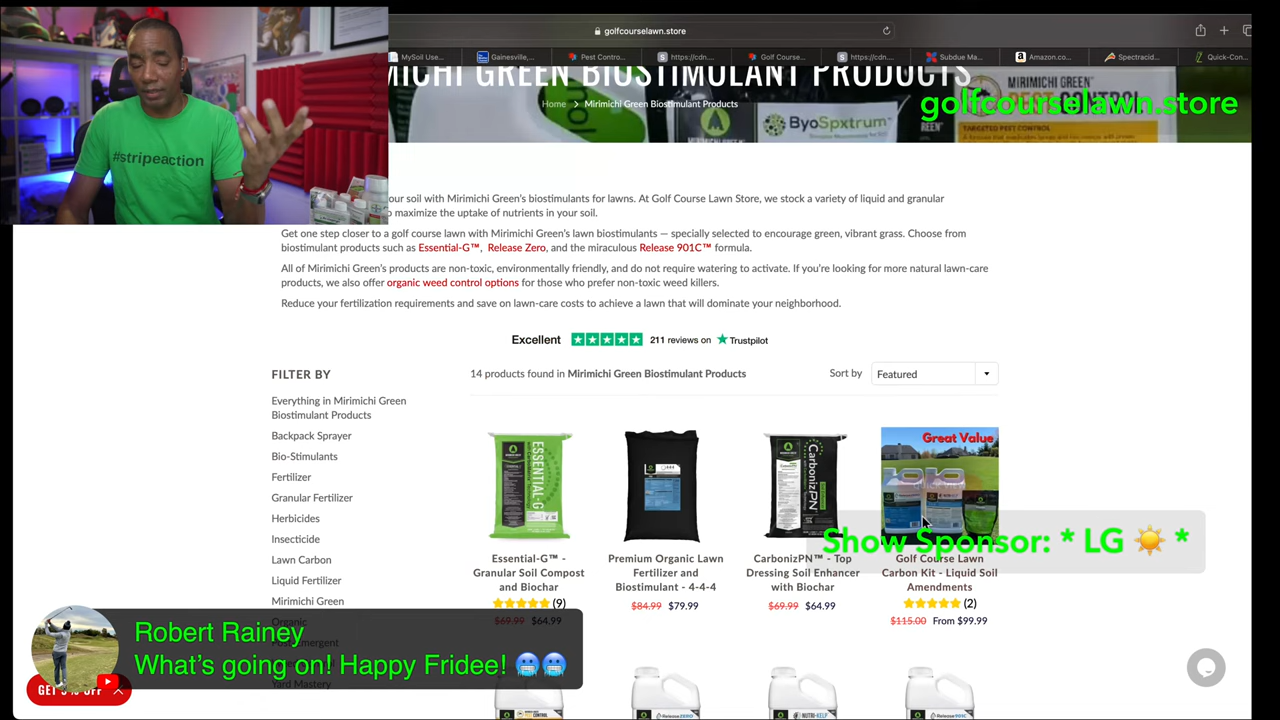 golfcourselawn.store
MySoil Use...
Gainesville,...
Pest Contro...
https://cdn...
Golf Course...
https://cdn...
Subdue Ma...
Amazon.co...
Spectracid...
Quick-Con...
MICHI GREEN BIOSTIMULANT PRODUCTS
Home > Mirimichi Green Biostimulant Products
ByoSpxtrum
MIRIMICHI GREEN
TARGETED PEST CONTROL
golfcourselawn.store
#stripeaction
our soil with Mirimichi Green's biostimulants for lawns. At Golf Course Lawn Store, we stock a variety of liquid and granular
o maximize the uptake of nutrients in your soil.
Get one step closer to a golf course lawn with Mirimichi Green's lawn biostimulants — specially selected to encourage green, vibrant grass. Choose from
biostimulant products such as Essential-G™, Release Zero, and the miraculous Release 901C™ formula.
All of Mirimichi Green's products are non-toxic, environmentally friendly, and do not require watering to activate. If you're looking for more natural lawn-care
products, we also offer organic weed control options for those who prefer non-toxic weed killers.
Reduce your fertilization requirements and save on lawn-care costs to achieve a lawn that will dominate your neighborhood.
Excellent 211 reviews on Trustpilot
FILTER BY
Everything in Mirimichi Green
Biostimulant Products
Backpack Sprayer
Bio-Stimulants
Fertilizer
Granular Fertilizer
Herbicides
Insecticide
Lawn Carbon
Liquid Fertilizer
Mirimichi Green
Organic
14 products found in Mirimichi Green Biostimulant Products
Sort by Featured
ESSENTIAL-G
CarbonizPN
Great Value
Essential-G™ -
Granular Soil Compost
and Biochar
(9)
$69.99 $64.99
Premium Organic Lawn
Fertilizer and
Biostimulant - 4-4-4
$84.99 $79.99
CarbonizPN™ - Top
Dressing Soil Enhancer
with Biochar
$69.99 $64.99
Golf Course Lawn
Carbon Kit - Liquid Soil
Amendments
(2)
$115.00 From $99.99
Show Sponsor: * LG ☀️ *
Robert Rainey
What's going on! Happy Fridee! 🥶🥶
Yard Mastery